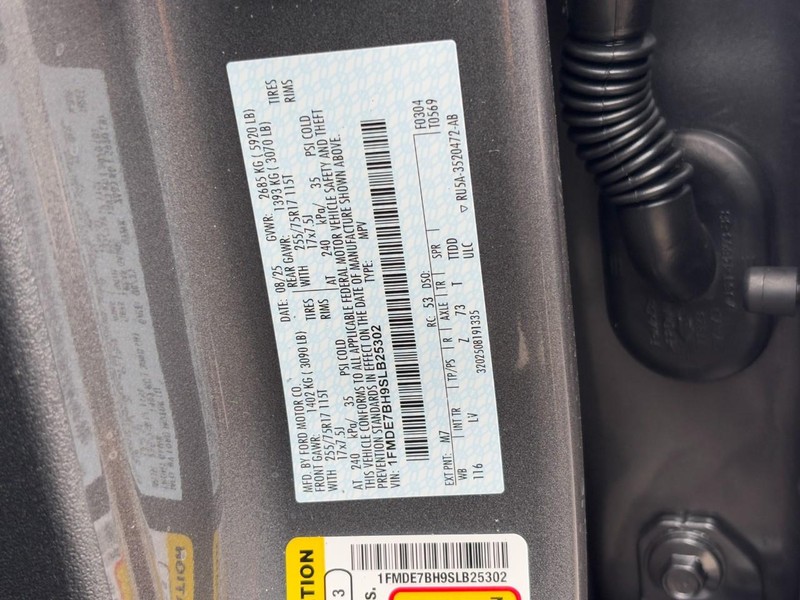 MFD. BY FORD MOTOR CO.
DATE: 08/25 GVWR: 2685 KG ( 5920 LB)
FRONT GAWR: 1402 KG ( 3090 LB) REAR GAWR: 1393 KG ( 3070 LB)
WITH 255/75R17 115T TIRES WITH 255/75R17 115T TIRES
17x7.5J RIMS 17x7.5J RIMS
AT 240 kPa/ 35 PSI COLD AT 240 kPa/ 35 PSI COLD
THIS VEHICLE CONFORMS TO ALL APPLICABLE FEDERAL MOTOR VEHICLE SAFETY AND THEFT
PREVENTION STANDARDS IN EFFECT ON THE DATE OF MANUFACTURE SHOWN ABOVE.
VIN: 1FMDE7BH9SLB25302 TYPE: MPV
F0304
EXT PNT: M7 RC: 53 DSO: T0569
WB INT TR TP/PS R AXLE TR SPR
116 LV Z 73 T TTDD
ULC
3202508191335 ▽ RU5A-3520472-AB
1FMDE7BH9SLB25302